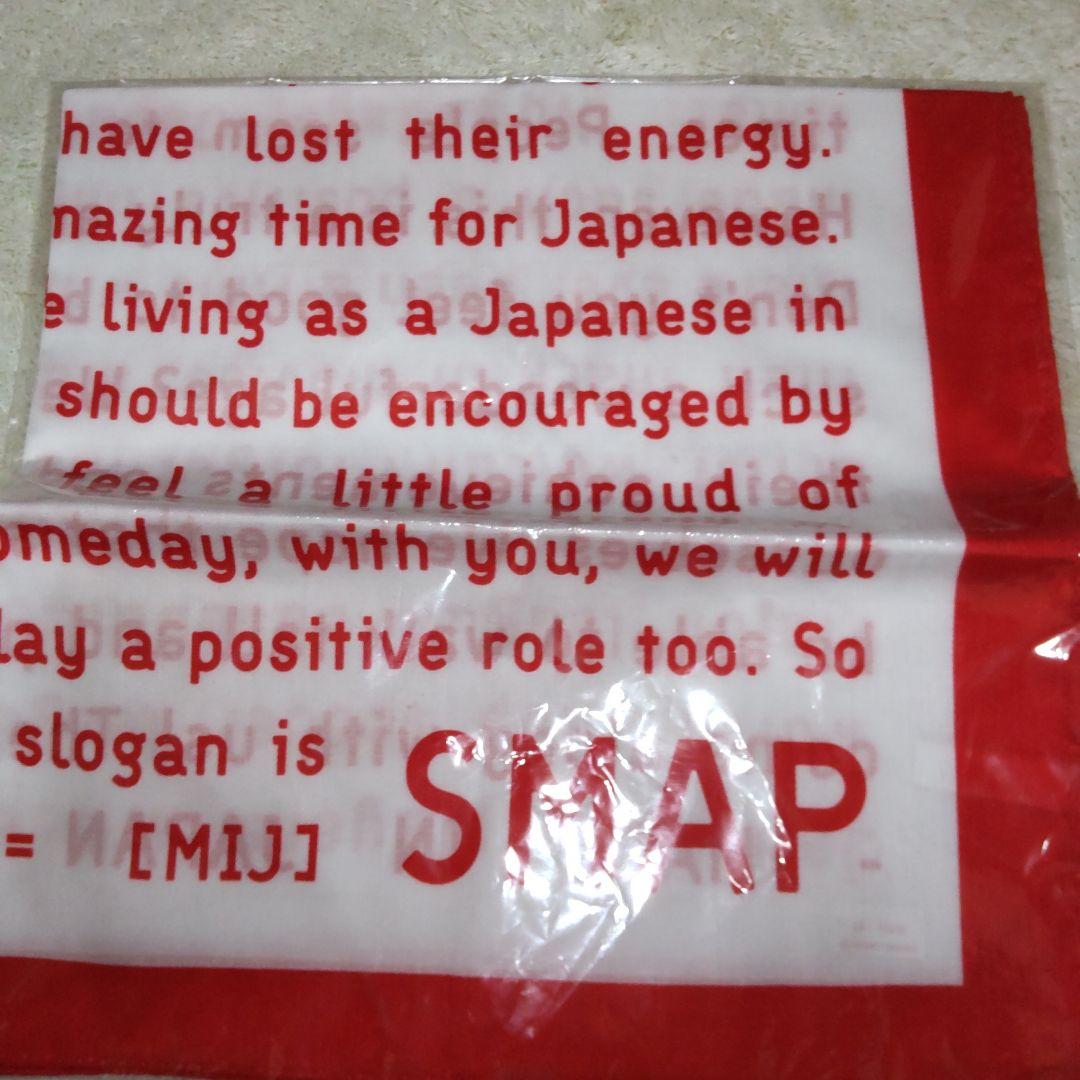 have lost their energy.
mazing time for Japanese.
e living as a Japanese in
should be encouraged by
feel a little proud of
omeday, with you, we will
lay a positive role too. So
slogan is
= [MIJ]
SMAP